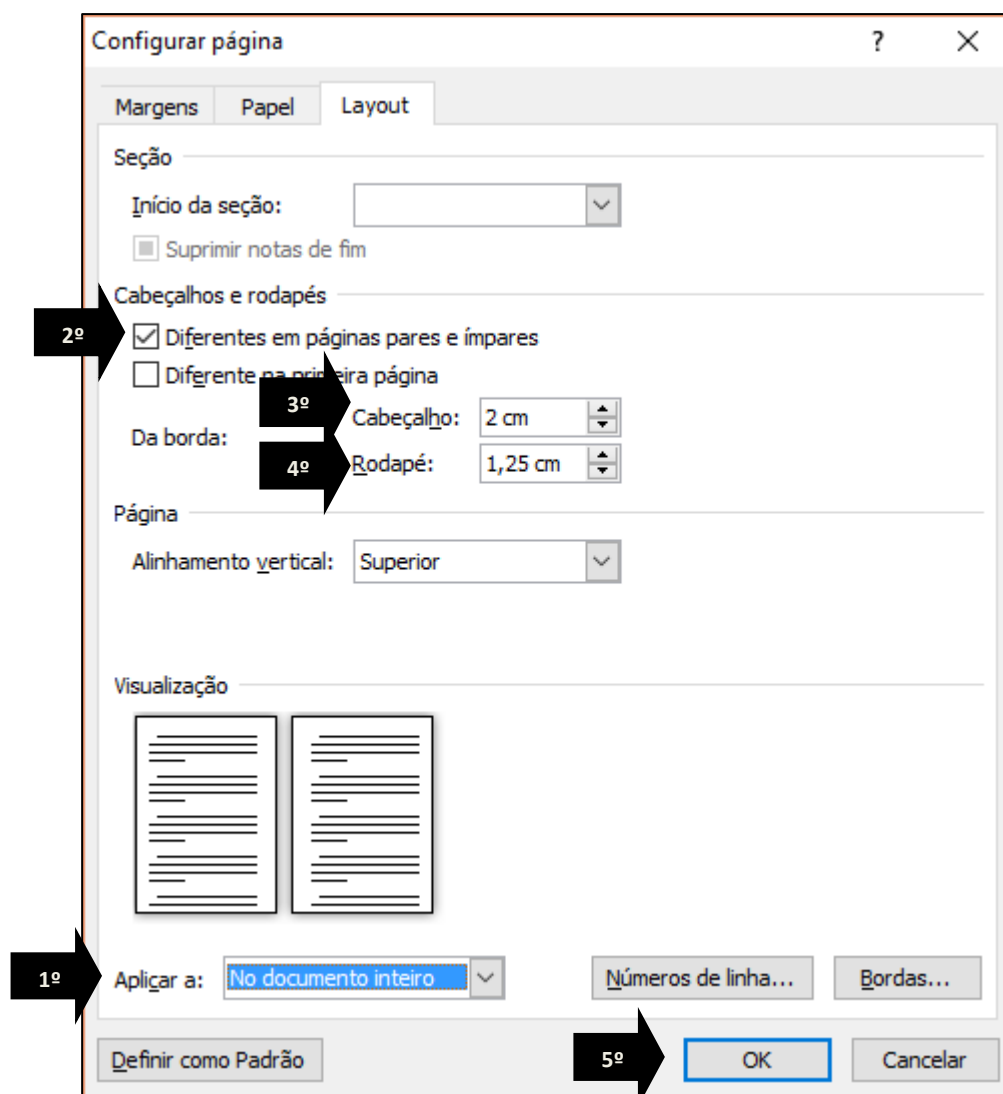 Configurar página ? ×
Margens Papel Layout
Seção
Início da seção:
Suprimir notas de fim
Cabeçalhos e rodapés
2º Diferentes em páginas pares e ímpares
Diferente na primeira página
3º Cabeçalho: 2 cm
Da borda:
4º Rodapé: 1,25 cm
Página
Alinhamento vertical: Superior
Visualização
1º Aplicar a: No documento inteiro Números de linha... Bordas...
Definir como Padrão 5º OK Cancelar